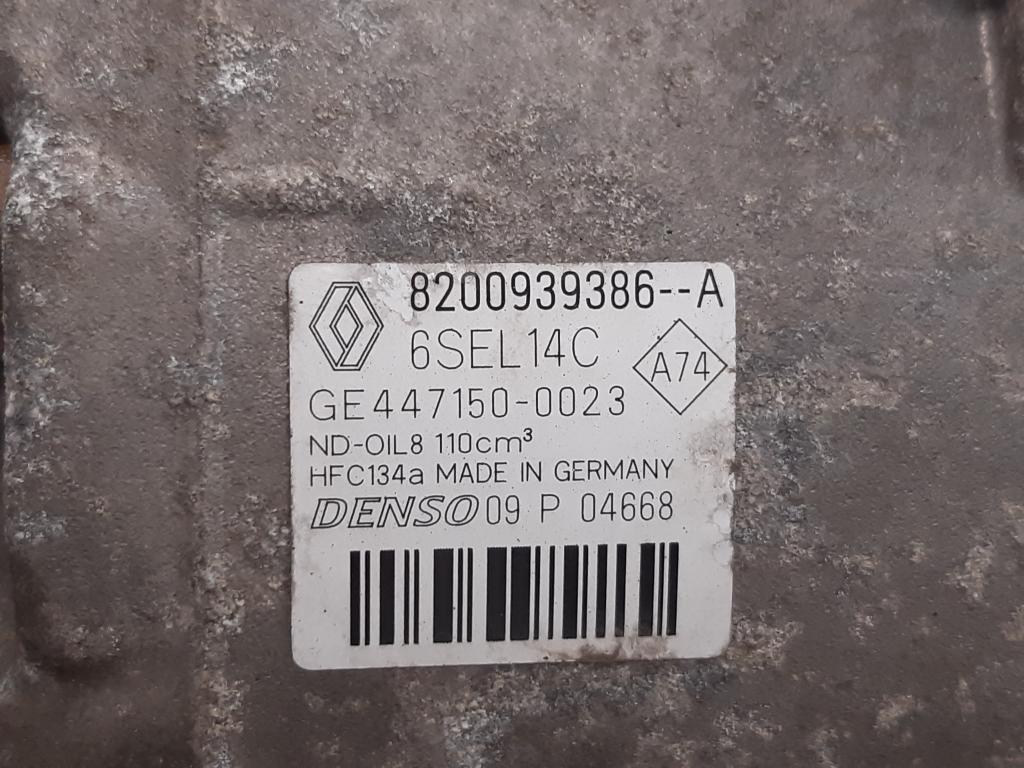 8200939386--A
6SEL14C
A74
GE447150-0023
ND-OIL8 110cm³
HFC134a MADE IN GERMANY
DENSO 09 P 04668